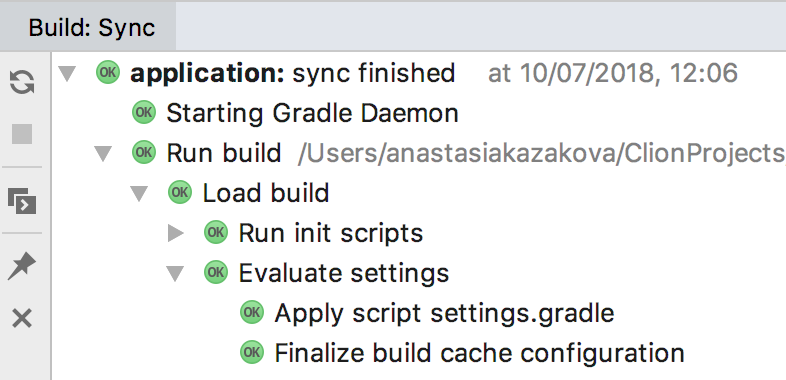 Build: Sync
OK application: sync finished at 10/07/2018, 12:06
OK Starting Gradle Daemon
OK Run build /Users/anastasiakazakova/ClionProjects
OK Load build
OK Run init scripts
OK Evaluate settings
OK Apply script settings.gradle
OK Finalize build cache configuration